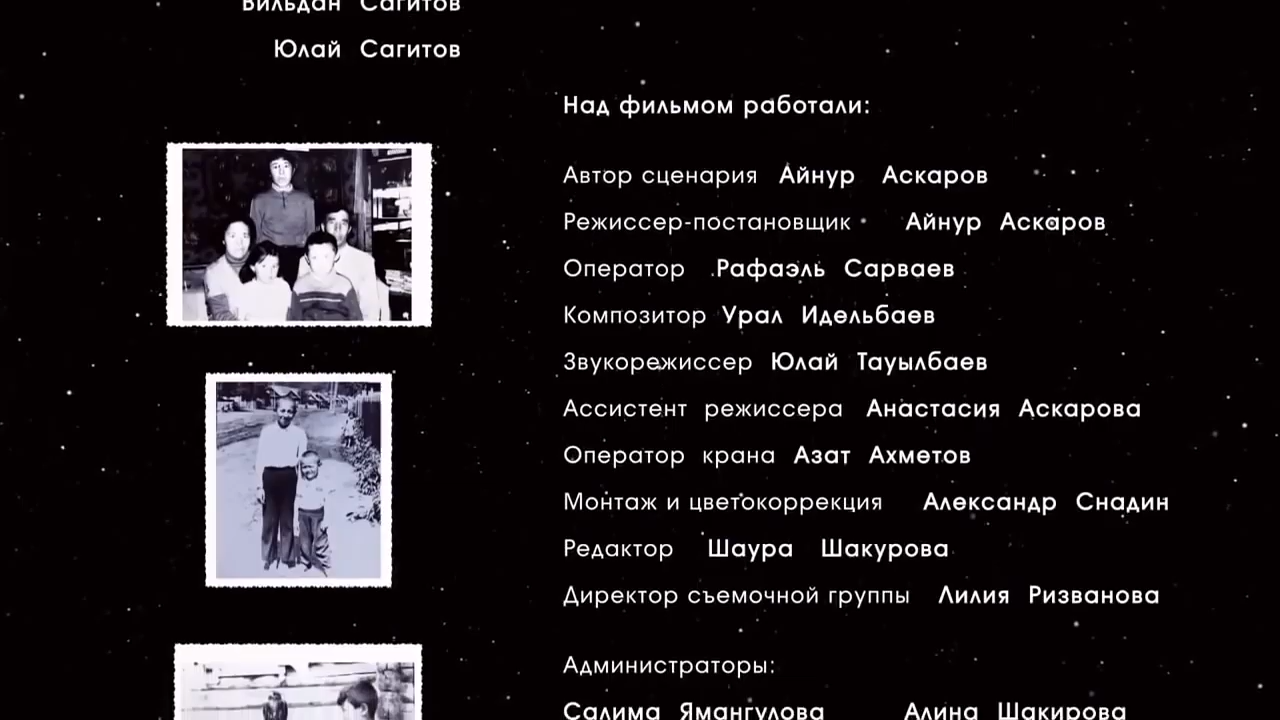 Вильдан Сагитов
Юлай Сагитов
Над фильмом работали:
Автор сценария Айнур Аскаров
Режиссер-постановщик Айнур Аскаров
Оператор Рафаэль Сарваев
Композитор Урал Идельбаев
Звукорежиссер Юлай Тауылбаев
Ассистент режиссера Анастасия Аскарова
Оператор крана Азат Ахметов
Монтаж и цветокоррекция Александр Снадин
Редактор Шаура Шакурова
Директор съемочной группы Лилия Ризванова
Администраторы:
Салима Ямангулова Алина Шакирова